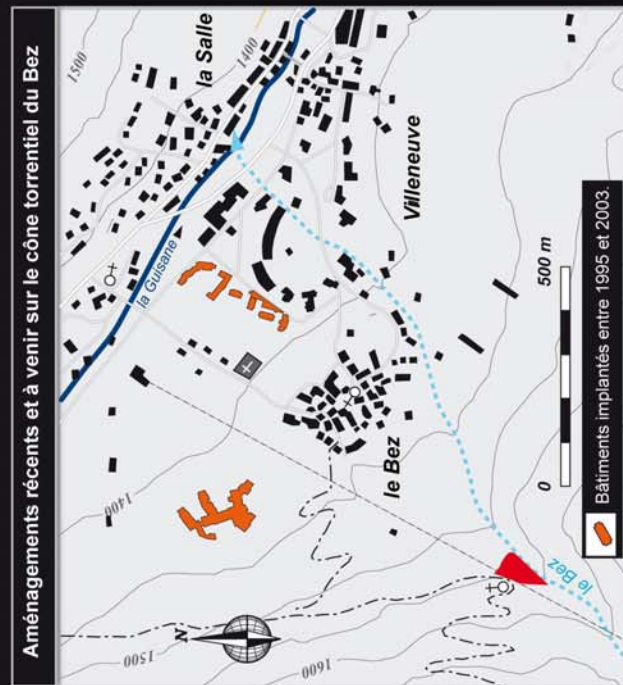 Aménagements récents et à venir sur le cône torrentiel du Bez
1500
la Salle
1400
la Guisane
Villeneuve
1400
le Bez
N
1500
1600
le Bez
0
500 m
Bâtiments implantés entre 1995 et 2003.